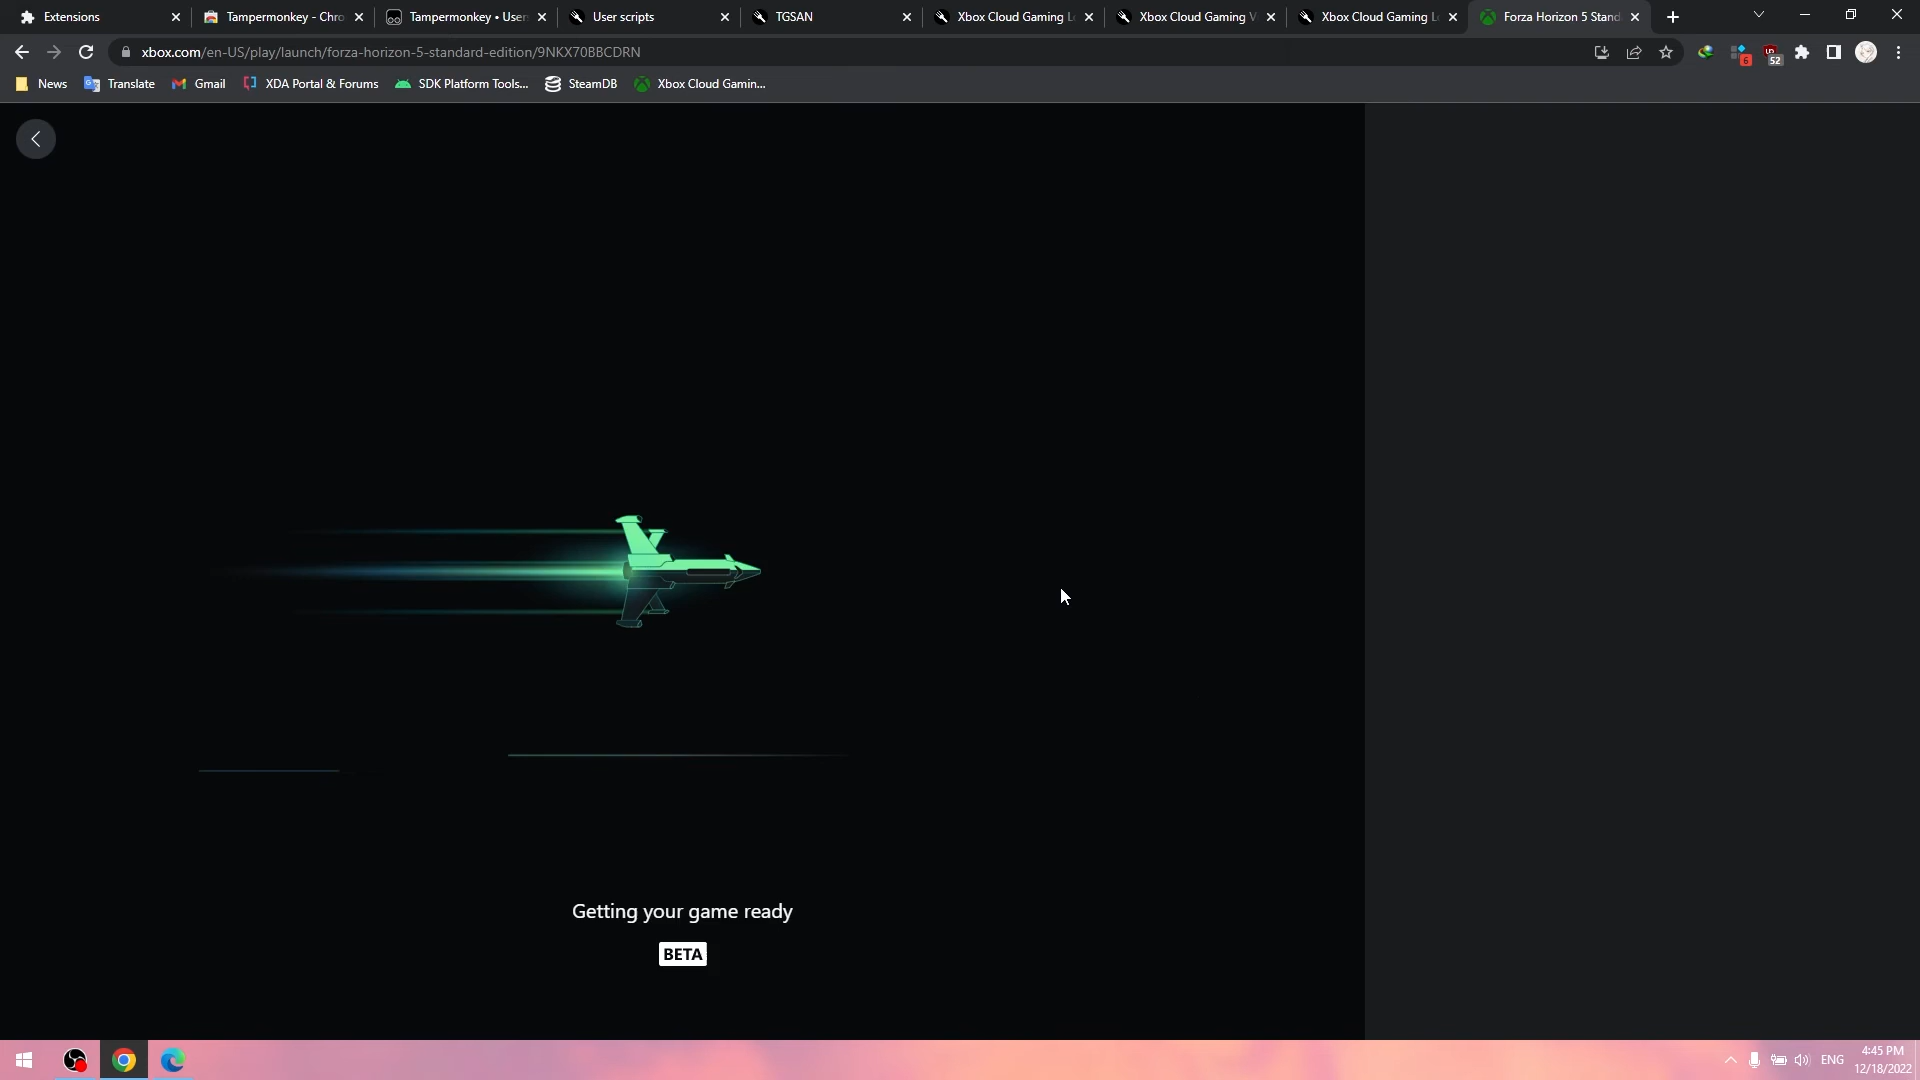 Extensions
Tampermonkey - Chro
Tampermonkey • User
User scripts
TGSAN
Xbox Cloud Gaming L
Xbox Cloud Gaming V
Xbox Cloud Gaming L
Forza Horizon 5 Stand
xbox.com/en-US/play/launch/forza-horizon-5-standard-edition/9NKX70BBCDRN
6
52
News
Translate
Gmail
XDA Portal & Forums
SDK Platform Tools...
SteamDB
Xbox Cloud Gamin...
Getting your game ready
BETA
ENG
4:45 PM
12/18/2022